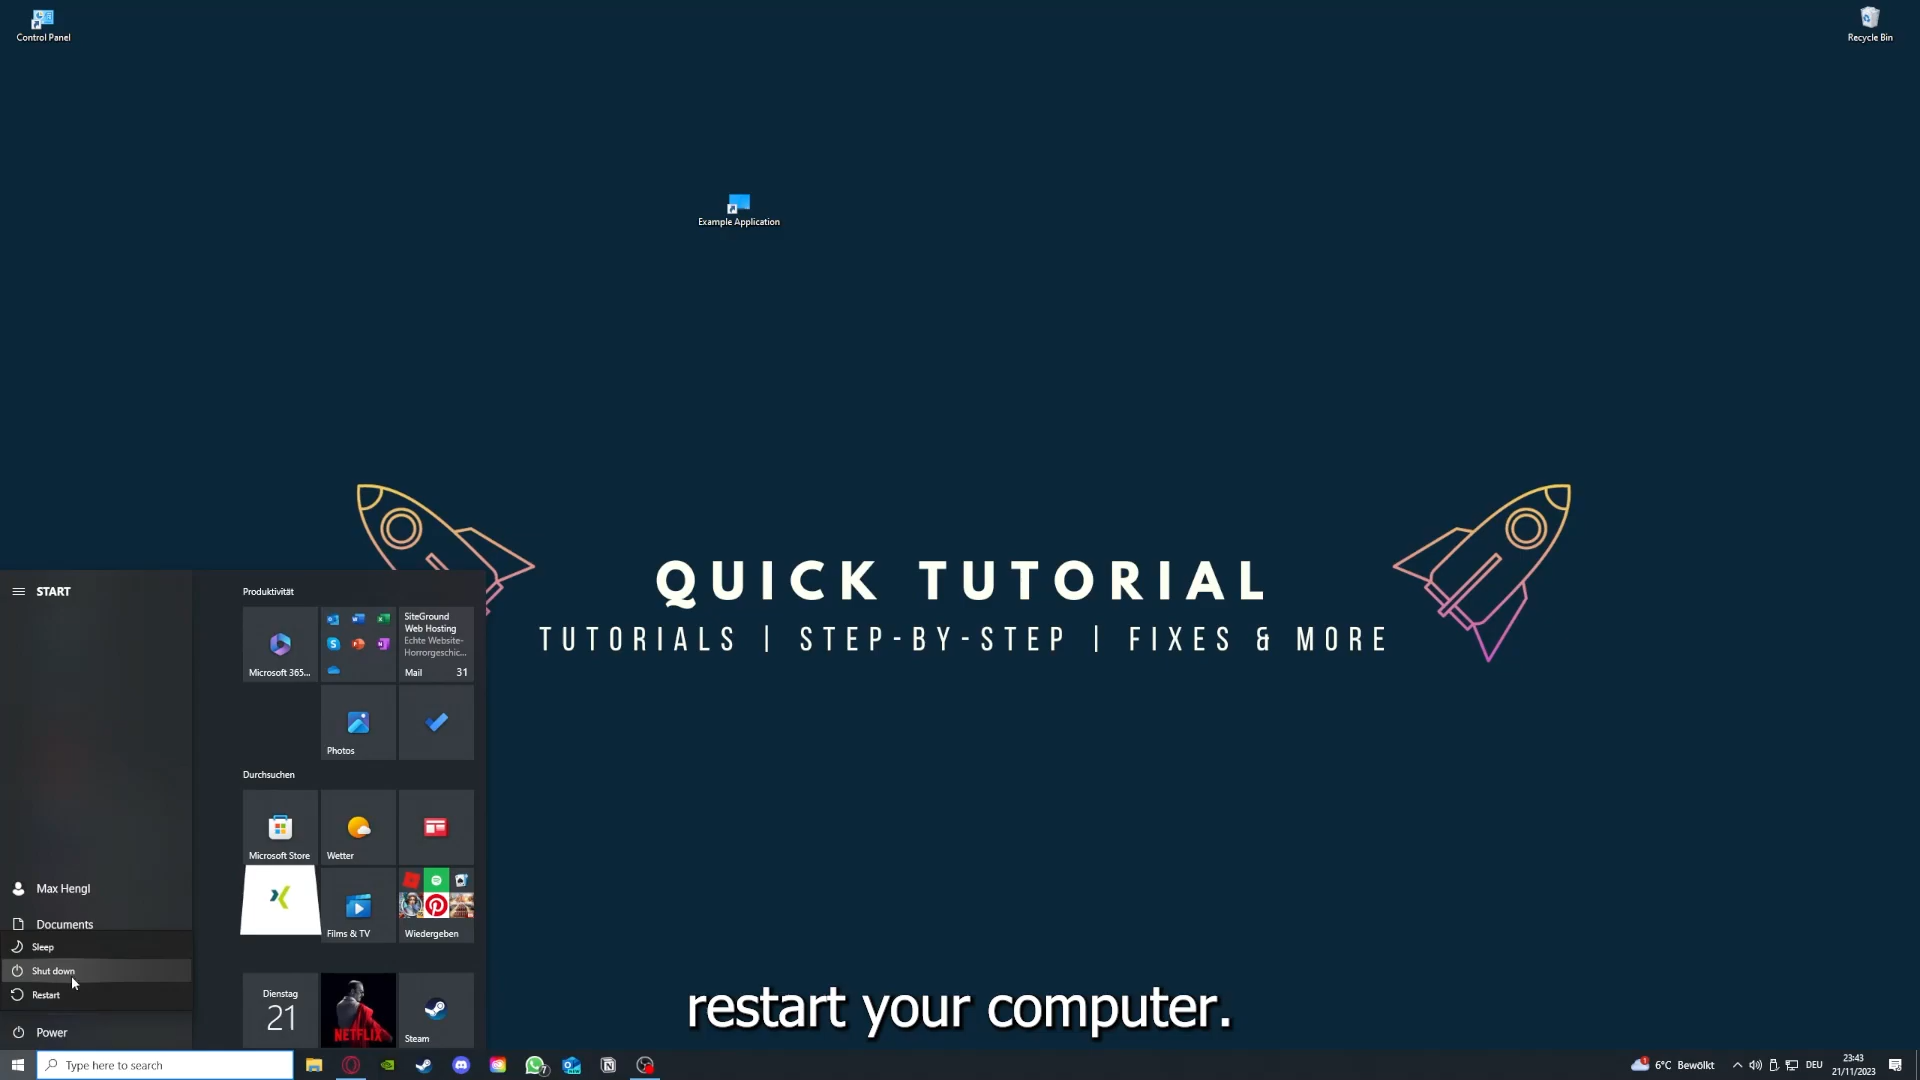 Control Panel
Recycle Bin
Example Application
QUICK TUTORIAL
TUTORIALS | STEP-BY-STEP | FIXES & MORE
START
Produktivität
Microsoft 365...
SiteGround
Web Hosting
Echte Website-
Horrorgeschic...
Mail 31
Photos
Durchsuchen
Microsoft Store
Wetter
Films & TV
Wiedergeben
Max Hengl
Documents
Sleep
Shut down
Restart
Power
Dienstag
21
NETFLIX
Steam
restart your computer.
Type here to search
7
1
6°C Bewölkt
DEU
23:43
21/11/2023